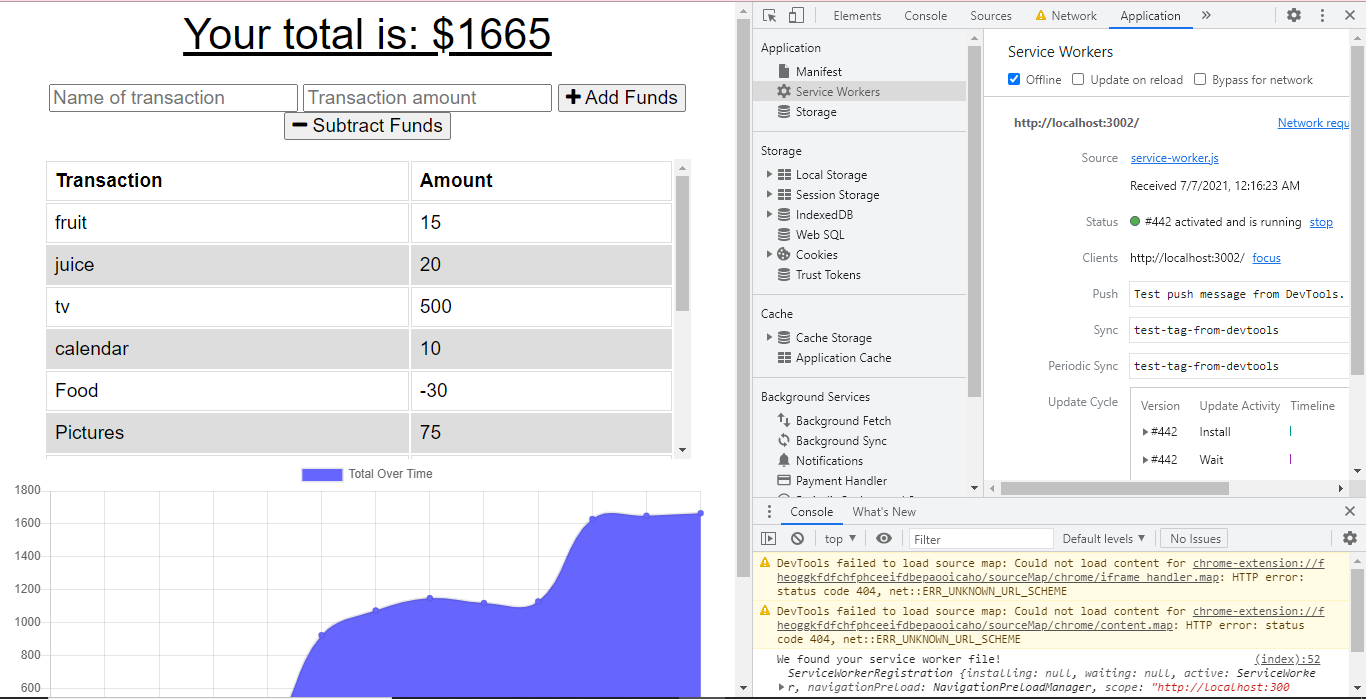 Your total is: $1665
Name of transaction Transaction amount + Add Funds
− Subtract Funds
Transaction Amount
fruit 15
juice 20
tv 500
calendar 10
Food -30
Pictures 75
Total Over Time
1800
1600
1400
1200
1000
800
600
Elements Console Sources Network Application »
Application
Manifest
Service Workers
Storage
Storage
Local Storage
Session Storage
IndexedDB
Web SQL
Cookies
Trust Tokens
Cache
Cache Storage
Application Cache
Background Services
Background Fetch
Background Sync
Notifications
Payment Handler
Service Workers
Offline Update on reload Bypass for network
http://localhost:3002/ Network requ
Source service-worker.js
Received 7/7/2021, 12:16:23 AM
Status #442 activated and is running stop
Clients http://localhost:3002/ focus
Push Test push message from DevTools.
Sync test-tag-from-devtools
Periodic Sync test-tag-from-devtools
Update Cycle Version Update Activity Timeline
#442 Install
#442 Wait
Console What's New
top Filter Default levels No Issues
DevTools failed to load source map: Could not load content for chrome-extension://f
heoggkfdfchfphceeifdbepaooicaho/sourceMap/chrome/iframe_handler.map: HTTP error:
status code 404, net::ERR_UNKNOWN_URL_SCHEME
DevTools failed to load source map: Could not load content for chrome-extension://f
heoggkfdfchfphceeifdbepaooicaho/sourceMap/chrome/content.map: HTTP error: status
code 404, net::ERR_UNKNOWN_URL_SCHEME
We found your service worker file! (index):52
ServiceWorkerRegistration {installing: null, waiting: null, active: ServiceWorke
r, navigationPreload: NavigationPreloadManager, scope: "http://localhost:300